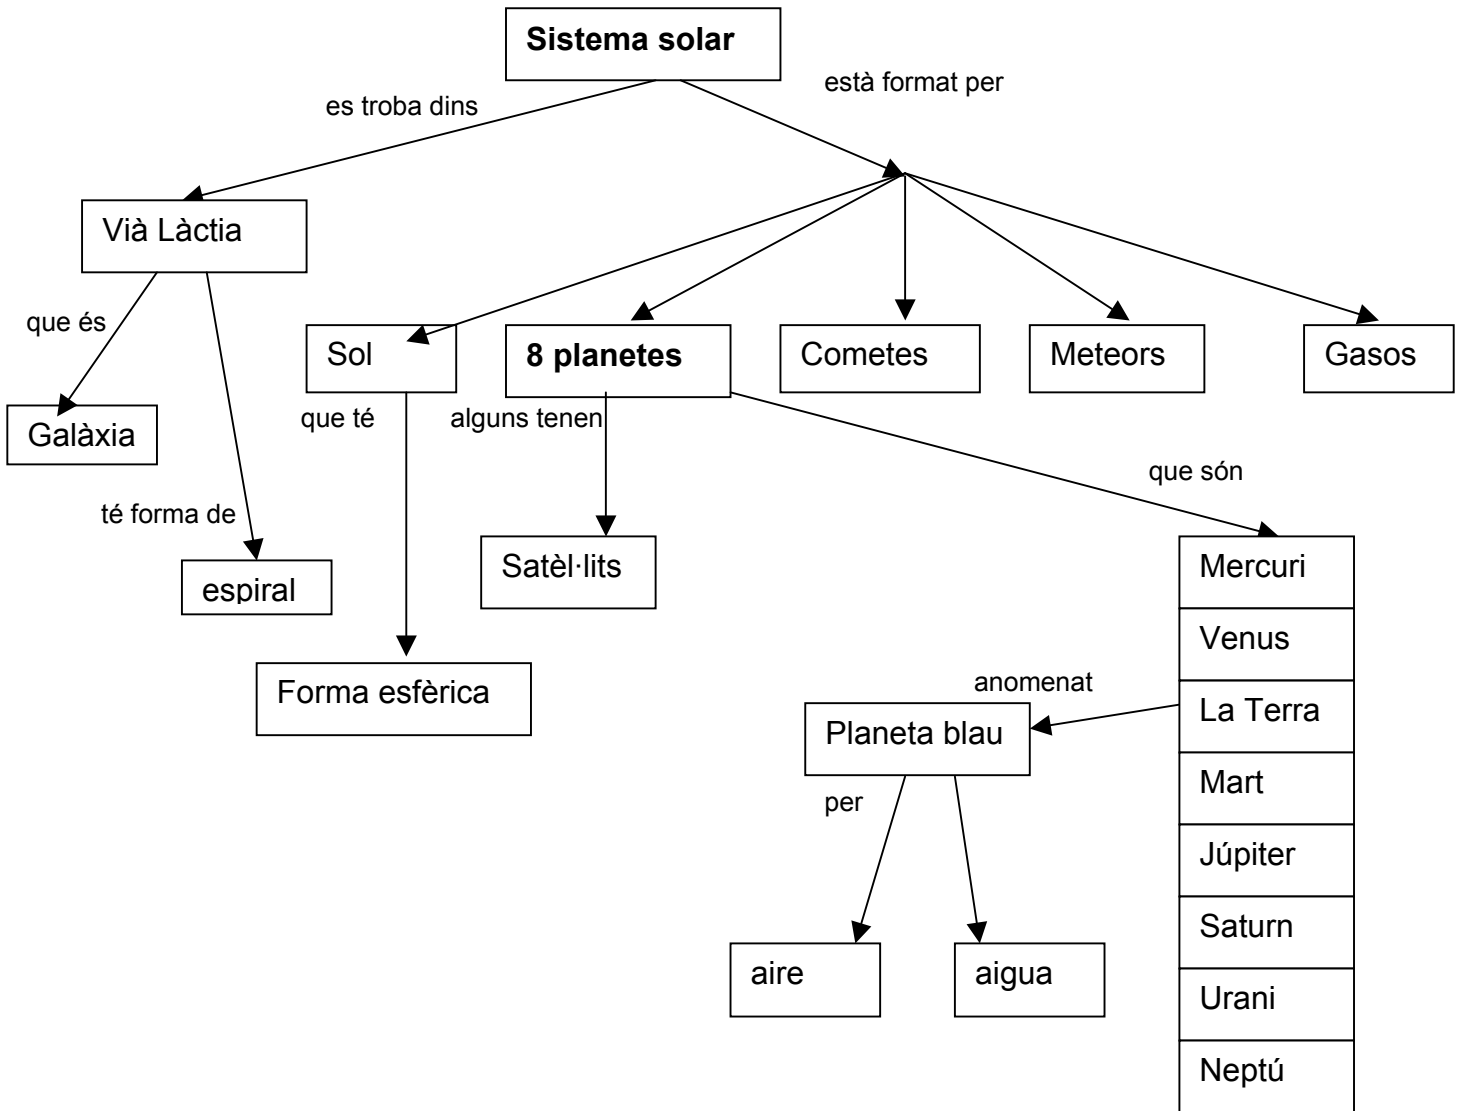 Sistema solar
està format per
es troba dins
Vià Làctia
que és
Sol
8 planetes
Cometes
Meteors
Gasos
Galàxia
que té
alguns tenen
que són
té forma de
espiral
Satèl·lits
Mercuri
Venus
Forma esfèrica
anomenat
La Terra
Planeta blau
Mart
per
Júpiter
Saturn
aire
aigua
Urani
Neptú